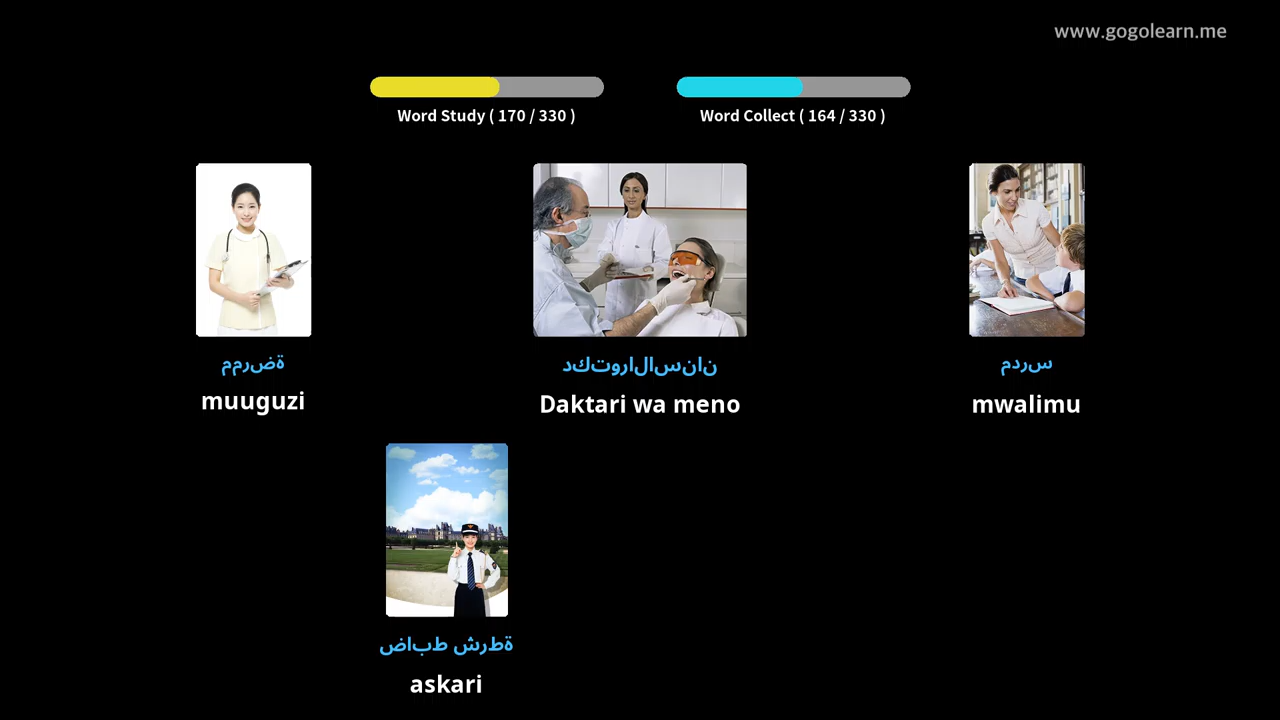 www.gogolearn.me
Word Study ( 170 / 330 )
Word Collect ( 164 / 330 )
ةضرمم
muuguzi
نانسالاروتكد
Daktari wa meno
سردم
mwalimu
ةطرش طباض
askari